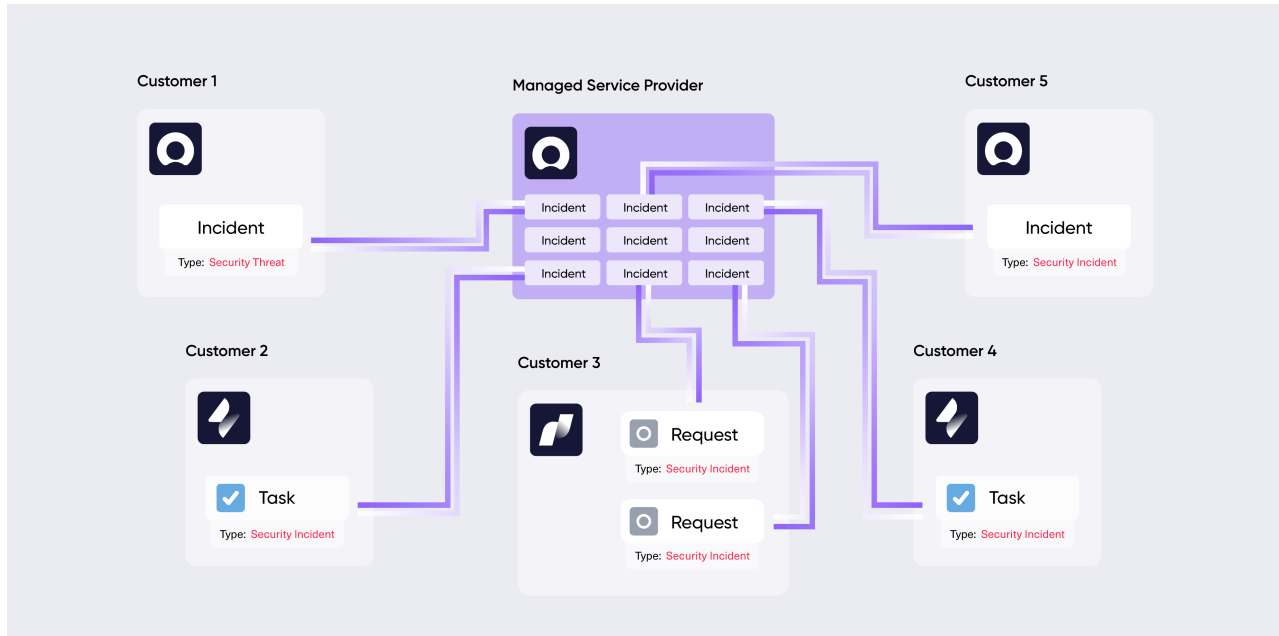 Customer 1
Incident
Type: Security Threat
Managed Service Provider
Incident Incident Incident
Incident Incident Incident
Incident Incident Incident
Customer 5
Incident
Type: Security Incident
Customer 2
Task
Type: Security Incident
Customer 3
Request
Type: Security Incident
Request
Type: Security Incident
Customer 4
Task
Type: Security Incident